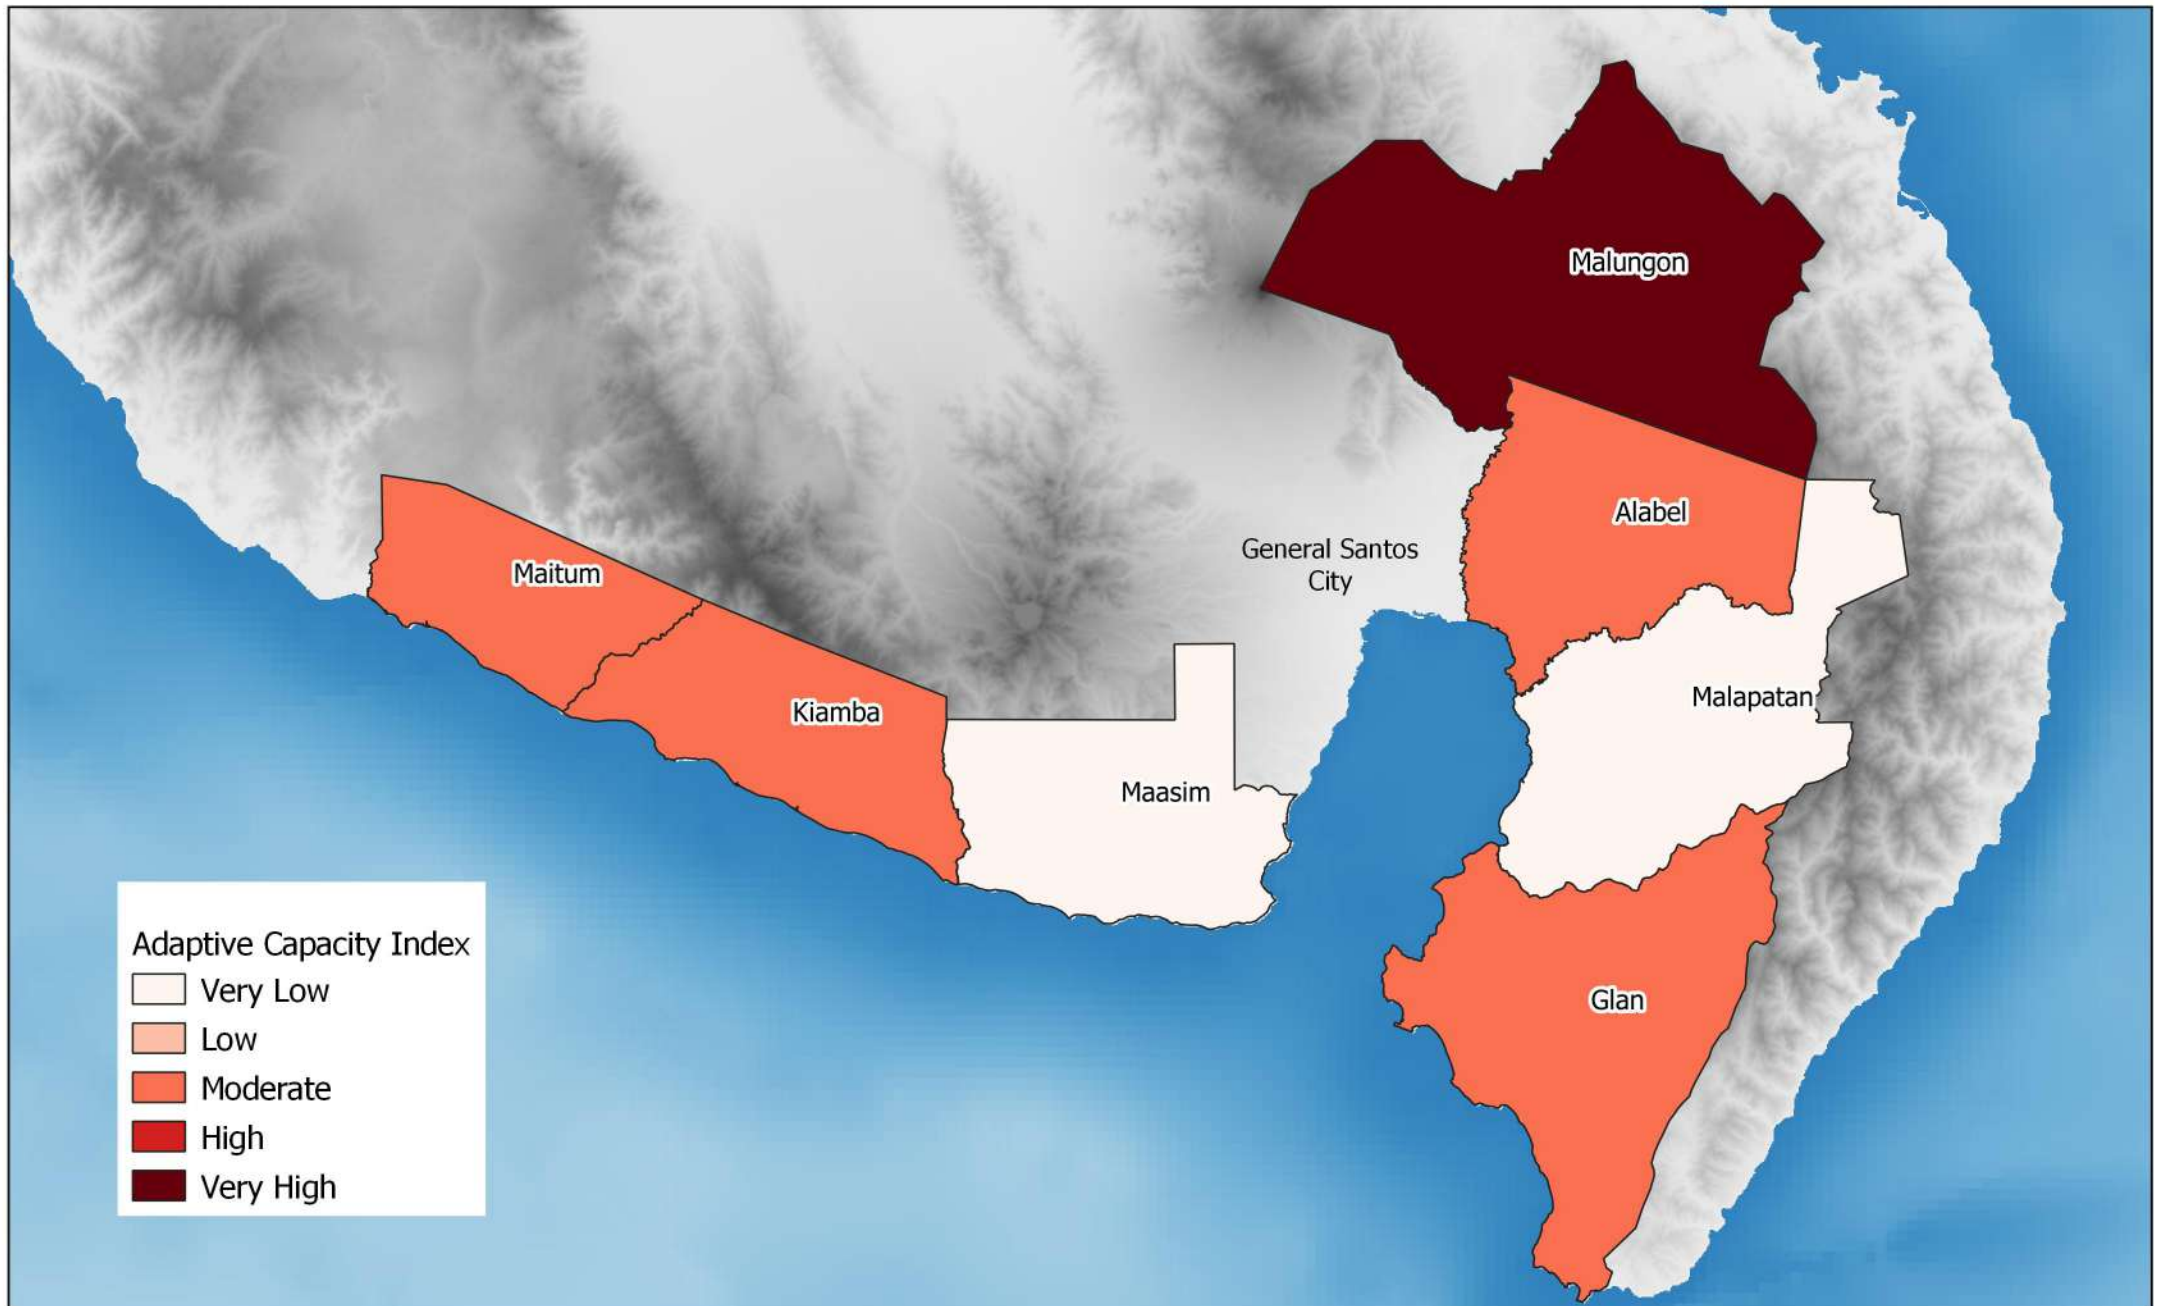 Malungon
Alabel
General Santos
City
Maitum
Malapatan
Kiamba
Maasim
Glan
Adaptive Capacity Index
Very Low
Low
Moderate
High
Very High